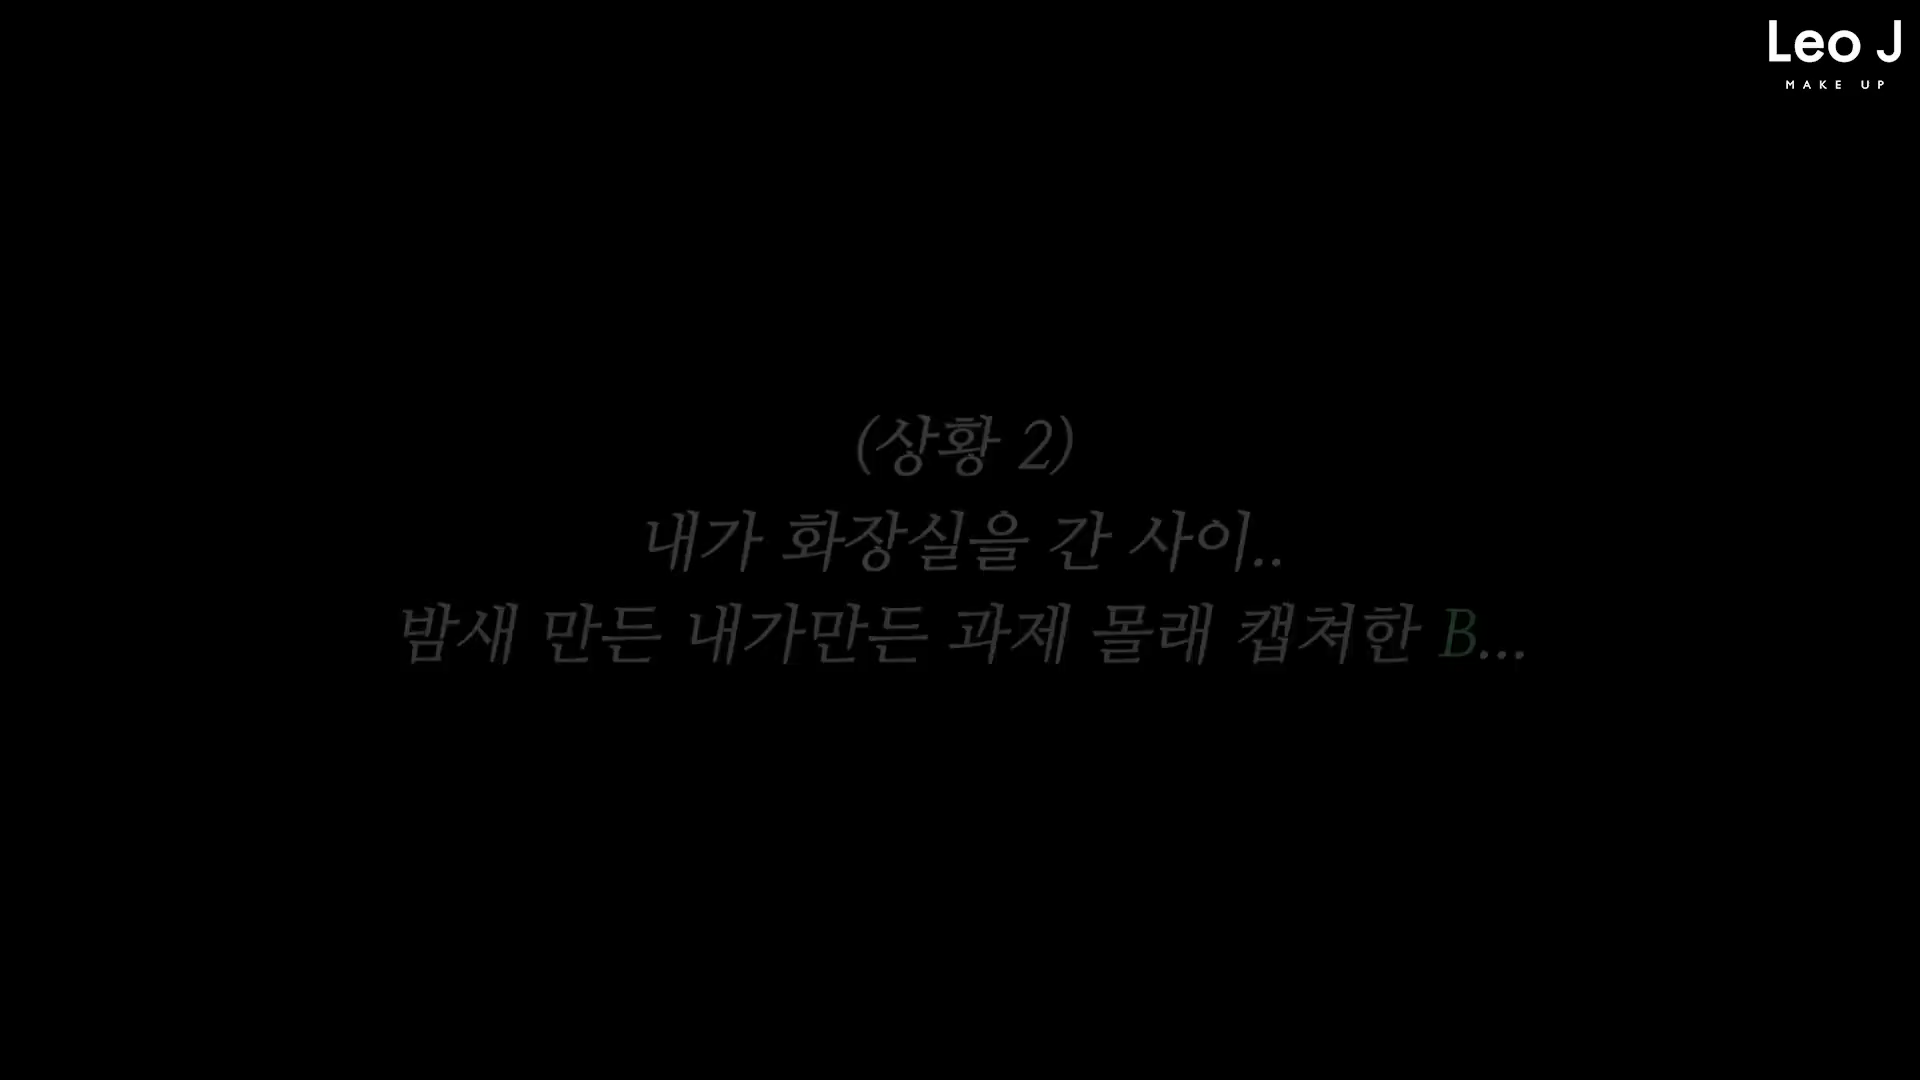 Leo J
MAKE UP
(상황 2)
내가 화장실을 간 사이..
밤새 만든 내가만든 과제 몰래 캡쳐한 B...